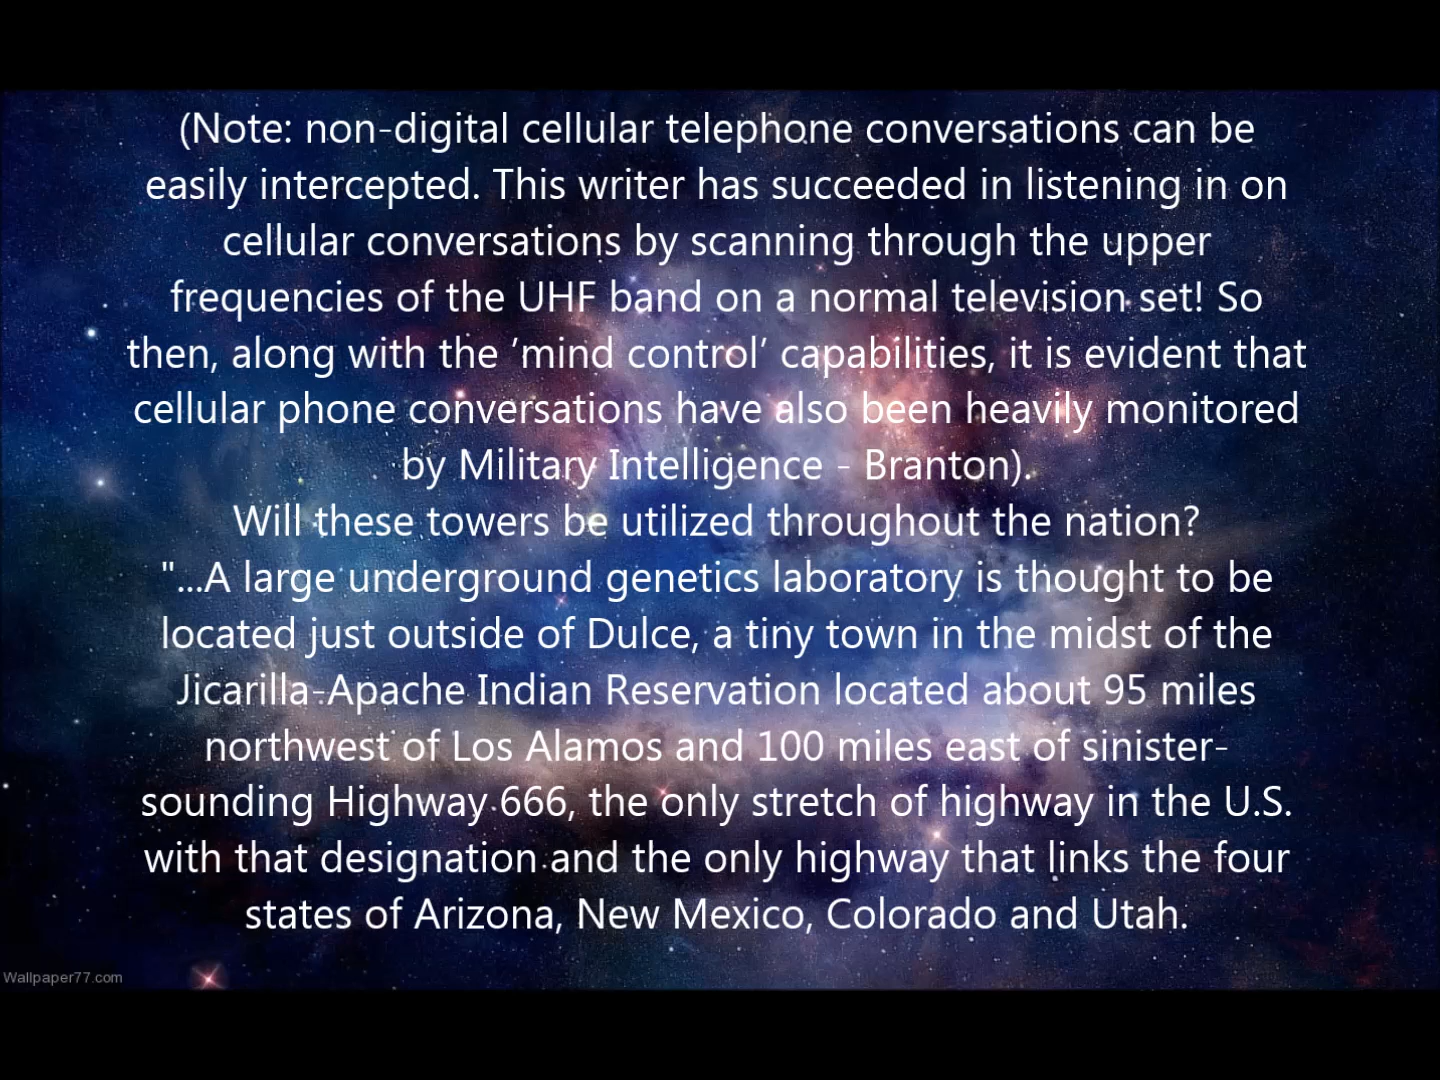 (Note: non-digital cellular telephone conversations can be
easily intercepted. This writer has succeeded in listening in on
cellular conversations by scanning through the upper
frequencies of the UHF band on a normal television set! So
then, along with the ’mind control’ capabilities, it is evident that
cellular phone conversations have also been heavily monitored
by Military Intelligence - Branton).
Will these towers be utilized throughout the nation?
"...A large underground genetics laboratory is thought to be
located just outside of Dulce, a tiny town in the midst of the
Jicarilla-Apache Indian Reservation located about 95 miles
northwest of Los Alamos and 100 miles east of sinister-
sounding Highway 666, the only stretch of highway in the U.S.
with that designation and the only highway that links the four
states of Arizona, New Mexico, Colorado and Utah.
Wallpaper77.com